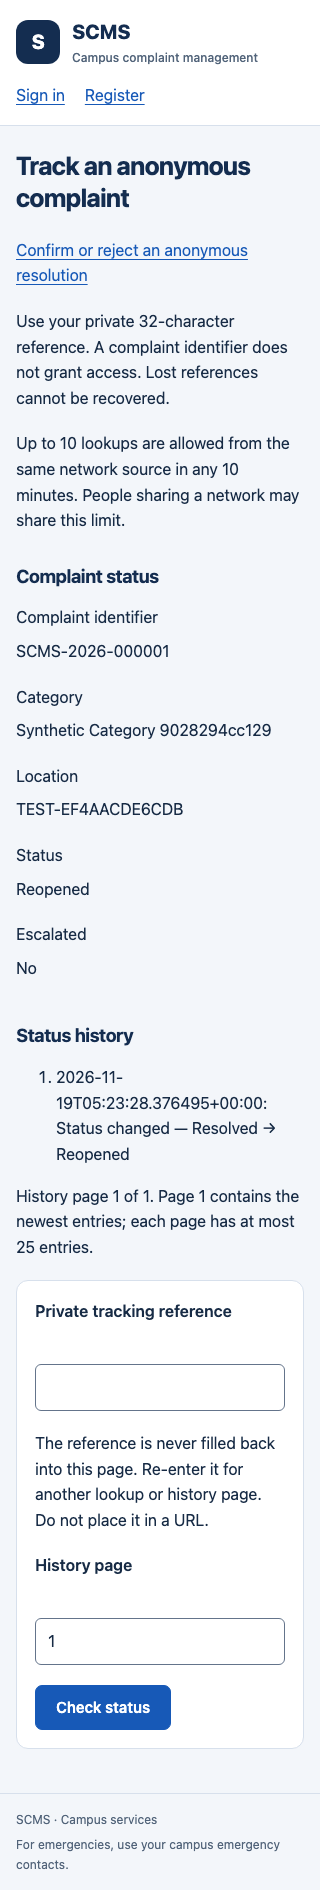 S
SCMS
Campus complaint management
Sign in Register
Track an anonymous
complaint
Confirm or reject an anonymous
resolution
Use your private 32-character
reference. A complaint identifier does
not grant access. Lost references
cannot be recovered.
Up to 10 lookups are allowed from the
same network source in any 10
minutes. People sharing a network may
share this limit.
Complaint status
Complaint identifier
SCMS-2026-000001
Category
Synthetic Category 9028294cc129
Location
TEST-EF4AACDE6CDB
Status
Reopened
Escalated
No
Status history
1. 2026-11-
19T05:23:28.376495+00:00:
Status changed — Resolved →
Reopened
History page 1 of 1. Page 1 contains the
newest entries; each page has at most
25 entries.
Private tracking reference
The reference is never filled back
into this page. Re-enter it for
another lookup or history page.
Do not place it in a URL.
History page
1
Check status
SCMS · Campus services
For emergencies, use your campus emergency
contacts.